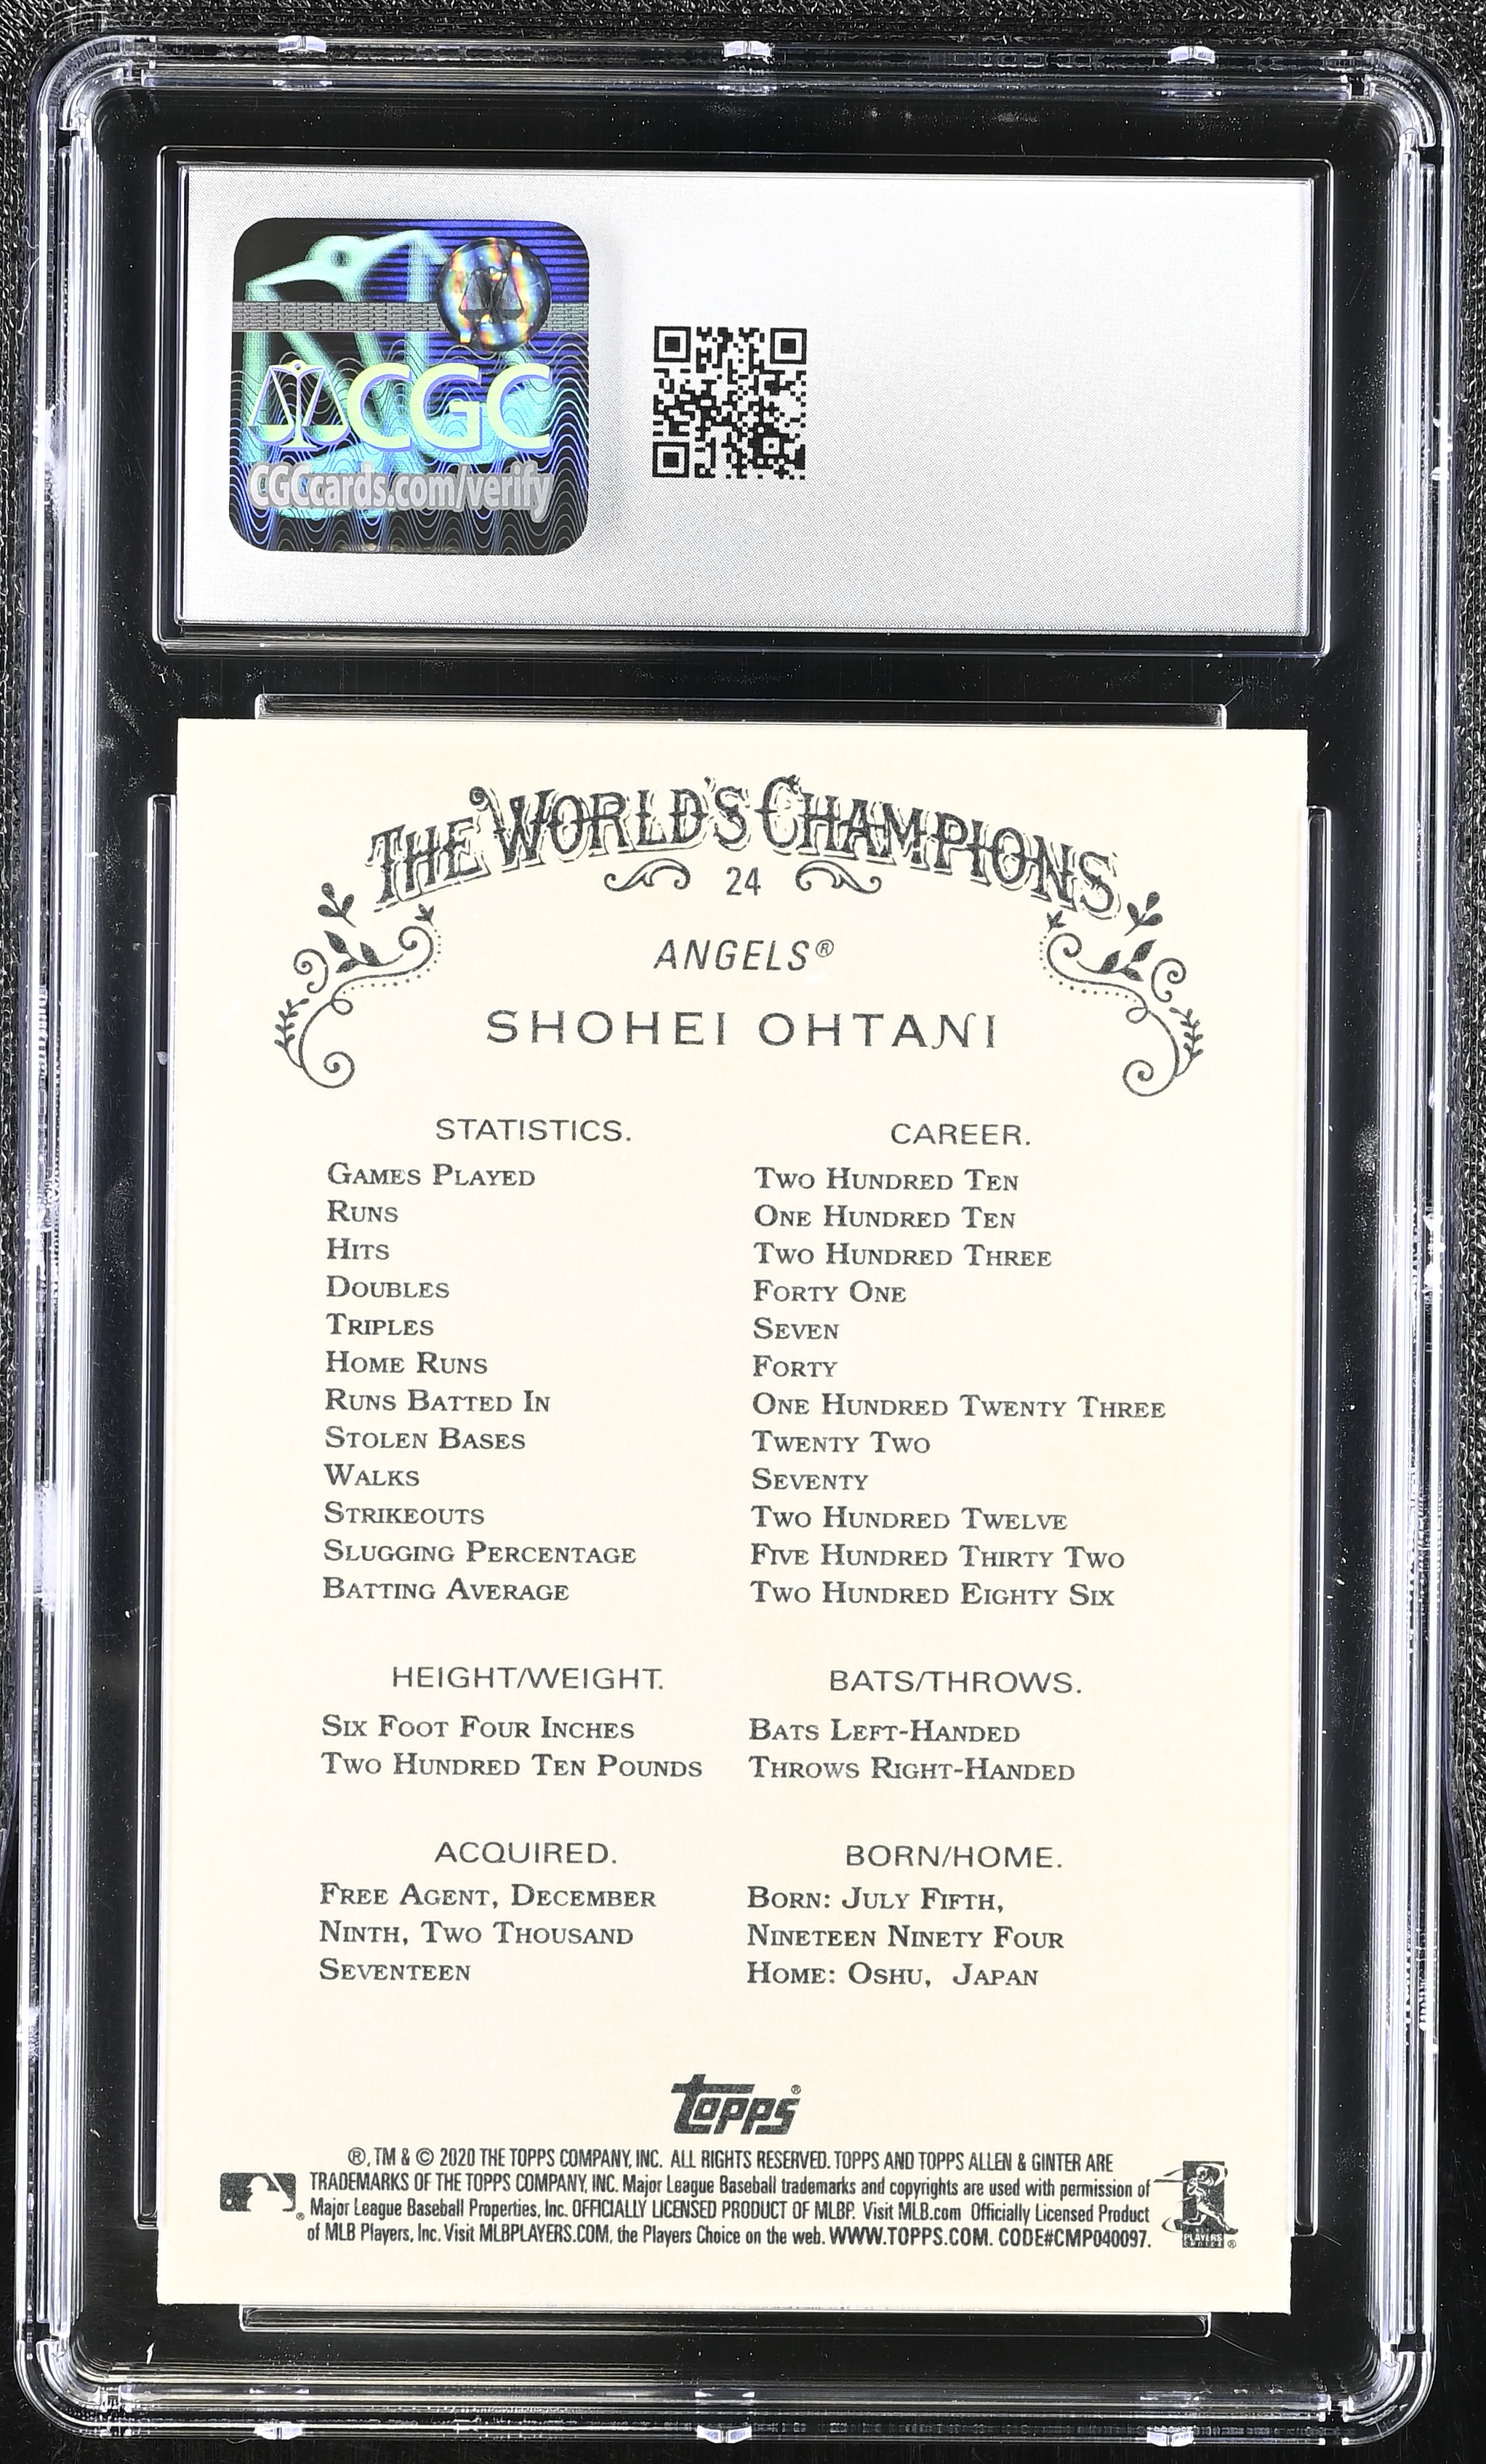 CGC
CGCcards.com/verify
THE WORLD'S CHAMPIONS
24
ANGELS®
SHOHEI OHTANI
STATISTICS. CAREER.
GAMES PLAYED TWO HUNDRED TEN
RUNS ONE HUNDRED TEN
HITS TWO HUNDRED THREE
DOUBLES FORTY ONE
TRIPLES SEVEN
HOME RUNS FORTY
RUNS BATTED IN ONE HUNDRED TWENTY THREE
STOLEN BASES TWENTY TWO
WALKS SEVENTY
STRIKEOUTS TWO HUNDRED TWELVE
SLUGGING PERCENTAGE FIVE HUNDRED THIRTY TWO
BATTING AVERAGE TWO HUNDRED EIGHTY SIX
HEIGHT/WEIGHT. BATS/THROWS.
SIX FOOT FOUR INCHES BATS LEFT-HANDED
TWO HUNDRED TEN POUNDS THROWS RIGHT-HANDED
ACQUIRED. BORN/HOME.
FREE AGENT, DECEMBER BORN: JULY FIFTH,
NINTH, TWO THOUSAND NINETEEN NINETY FOUR
SEVENTEEN HOME: OSHU, JAPAN
topps®
®, TM & © 2020 THE TOPPS COMPANY, INC. ALL RIGHTS RESERVED. TOPPS AND TOPPS ALLEN & GINTER ARE
TRADEMARKS OF THE TOPPS COMPANY, INC. Major League Baseball trademarks and copyrights are used with permission of
Major League Baseball Properties, Inc. OFFICIALLY LICENSED PRODUCT OF MLBP. Visit MLB.com Officially Licensed Product
of MLB Players, Inc. Visit MLBPLAYERS.COM, the Players Choice on the web. WWW.TOPPS.COM. CODE#CMP040097.
PLAYERS
CHOICE ®